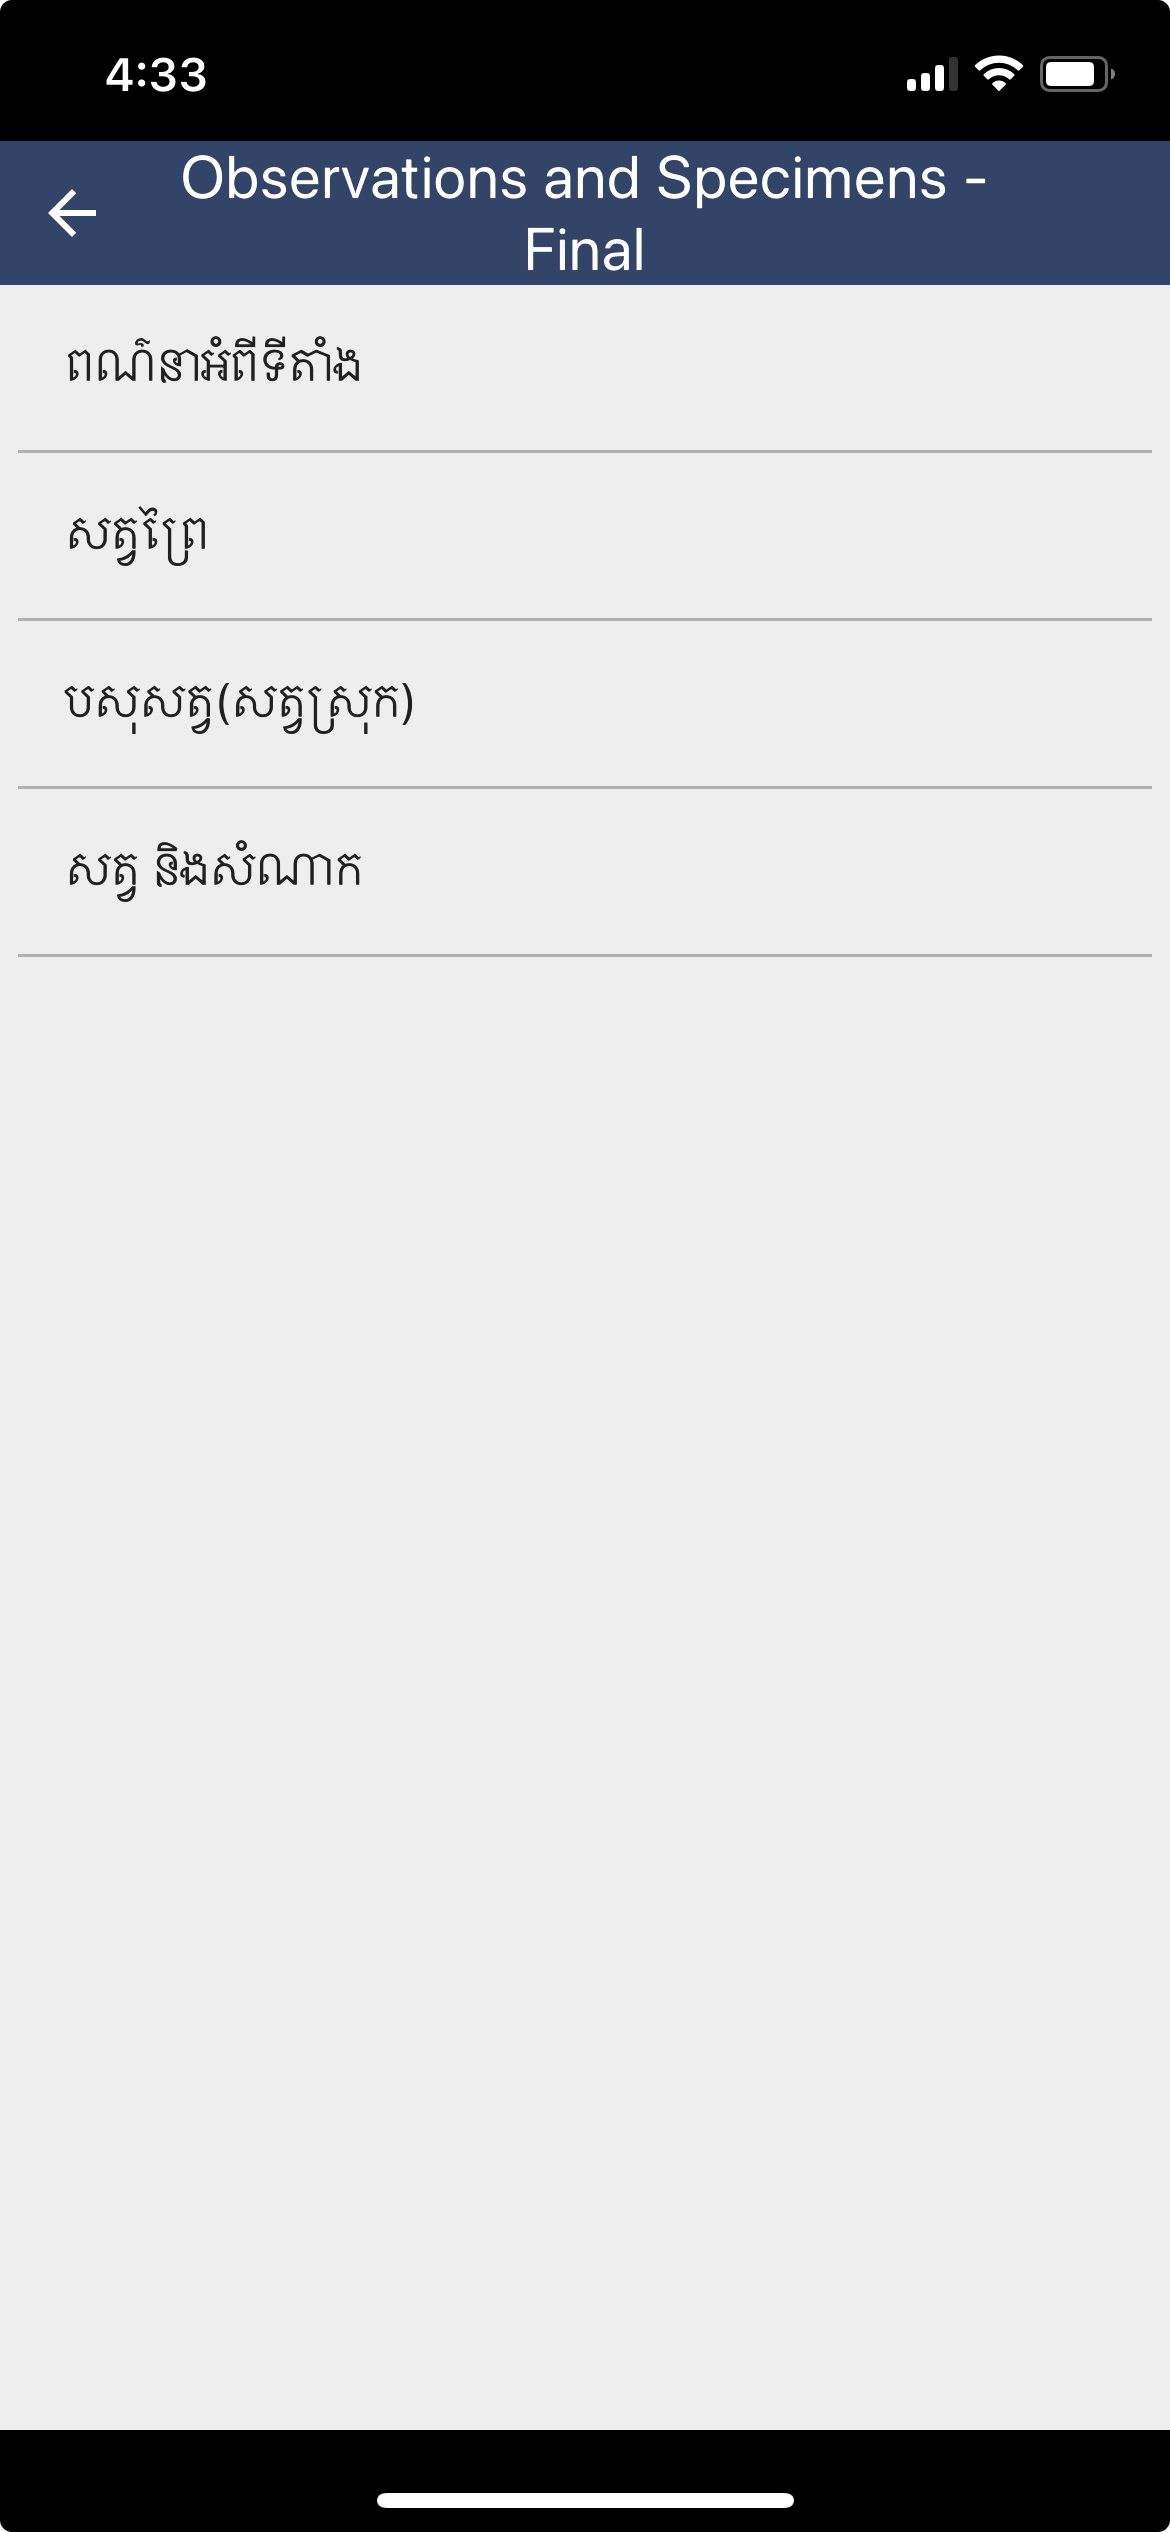 4:33
Observations and Specimens -
Final
ពណ៌នាអំពីទីតាំង
សត្វព្រៃ
បសុសត្វ(សត្វស្រុក)
សត្វ និងសំណាក